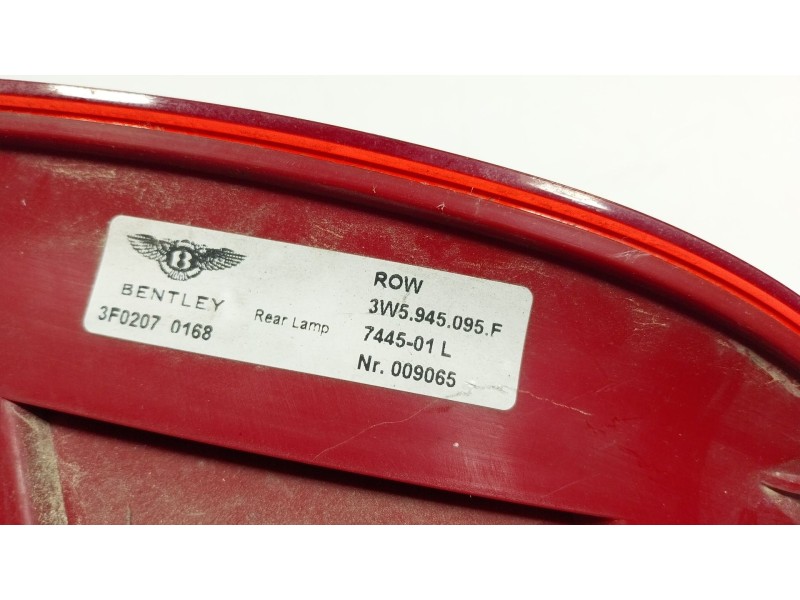 B
BENTLEY
3F0207 0168
Rear Lamp
ROW
3W5.945.095.F
7445-01 L
Nr. 009065